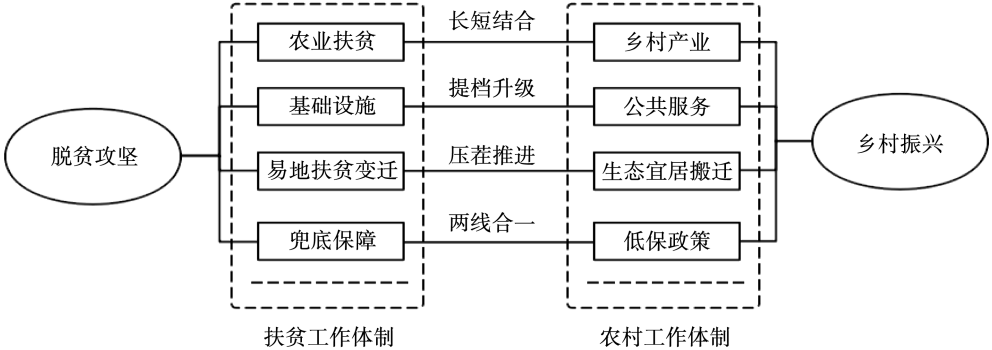 长短结合
农业扶贫
乡村产业
提档升级
基础设施
公共服务
脱贫攻坚
乡村振兴
压茬推进
易地扶贫变迁
生态宜居搬迁
两线合一
兜底保障
低保政策
扶贫工作体制
农村工作体制